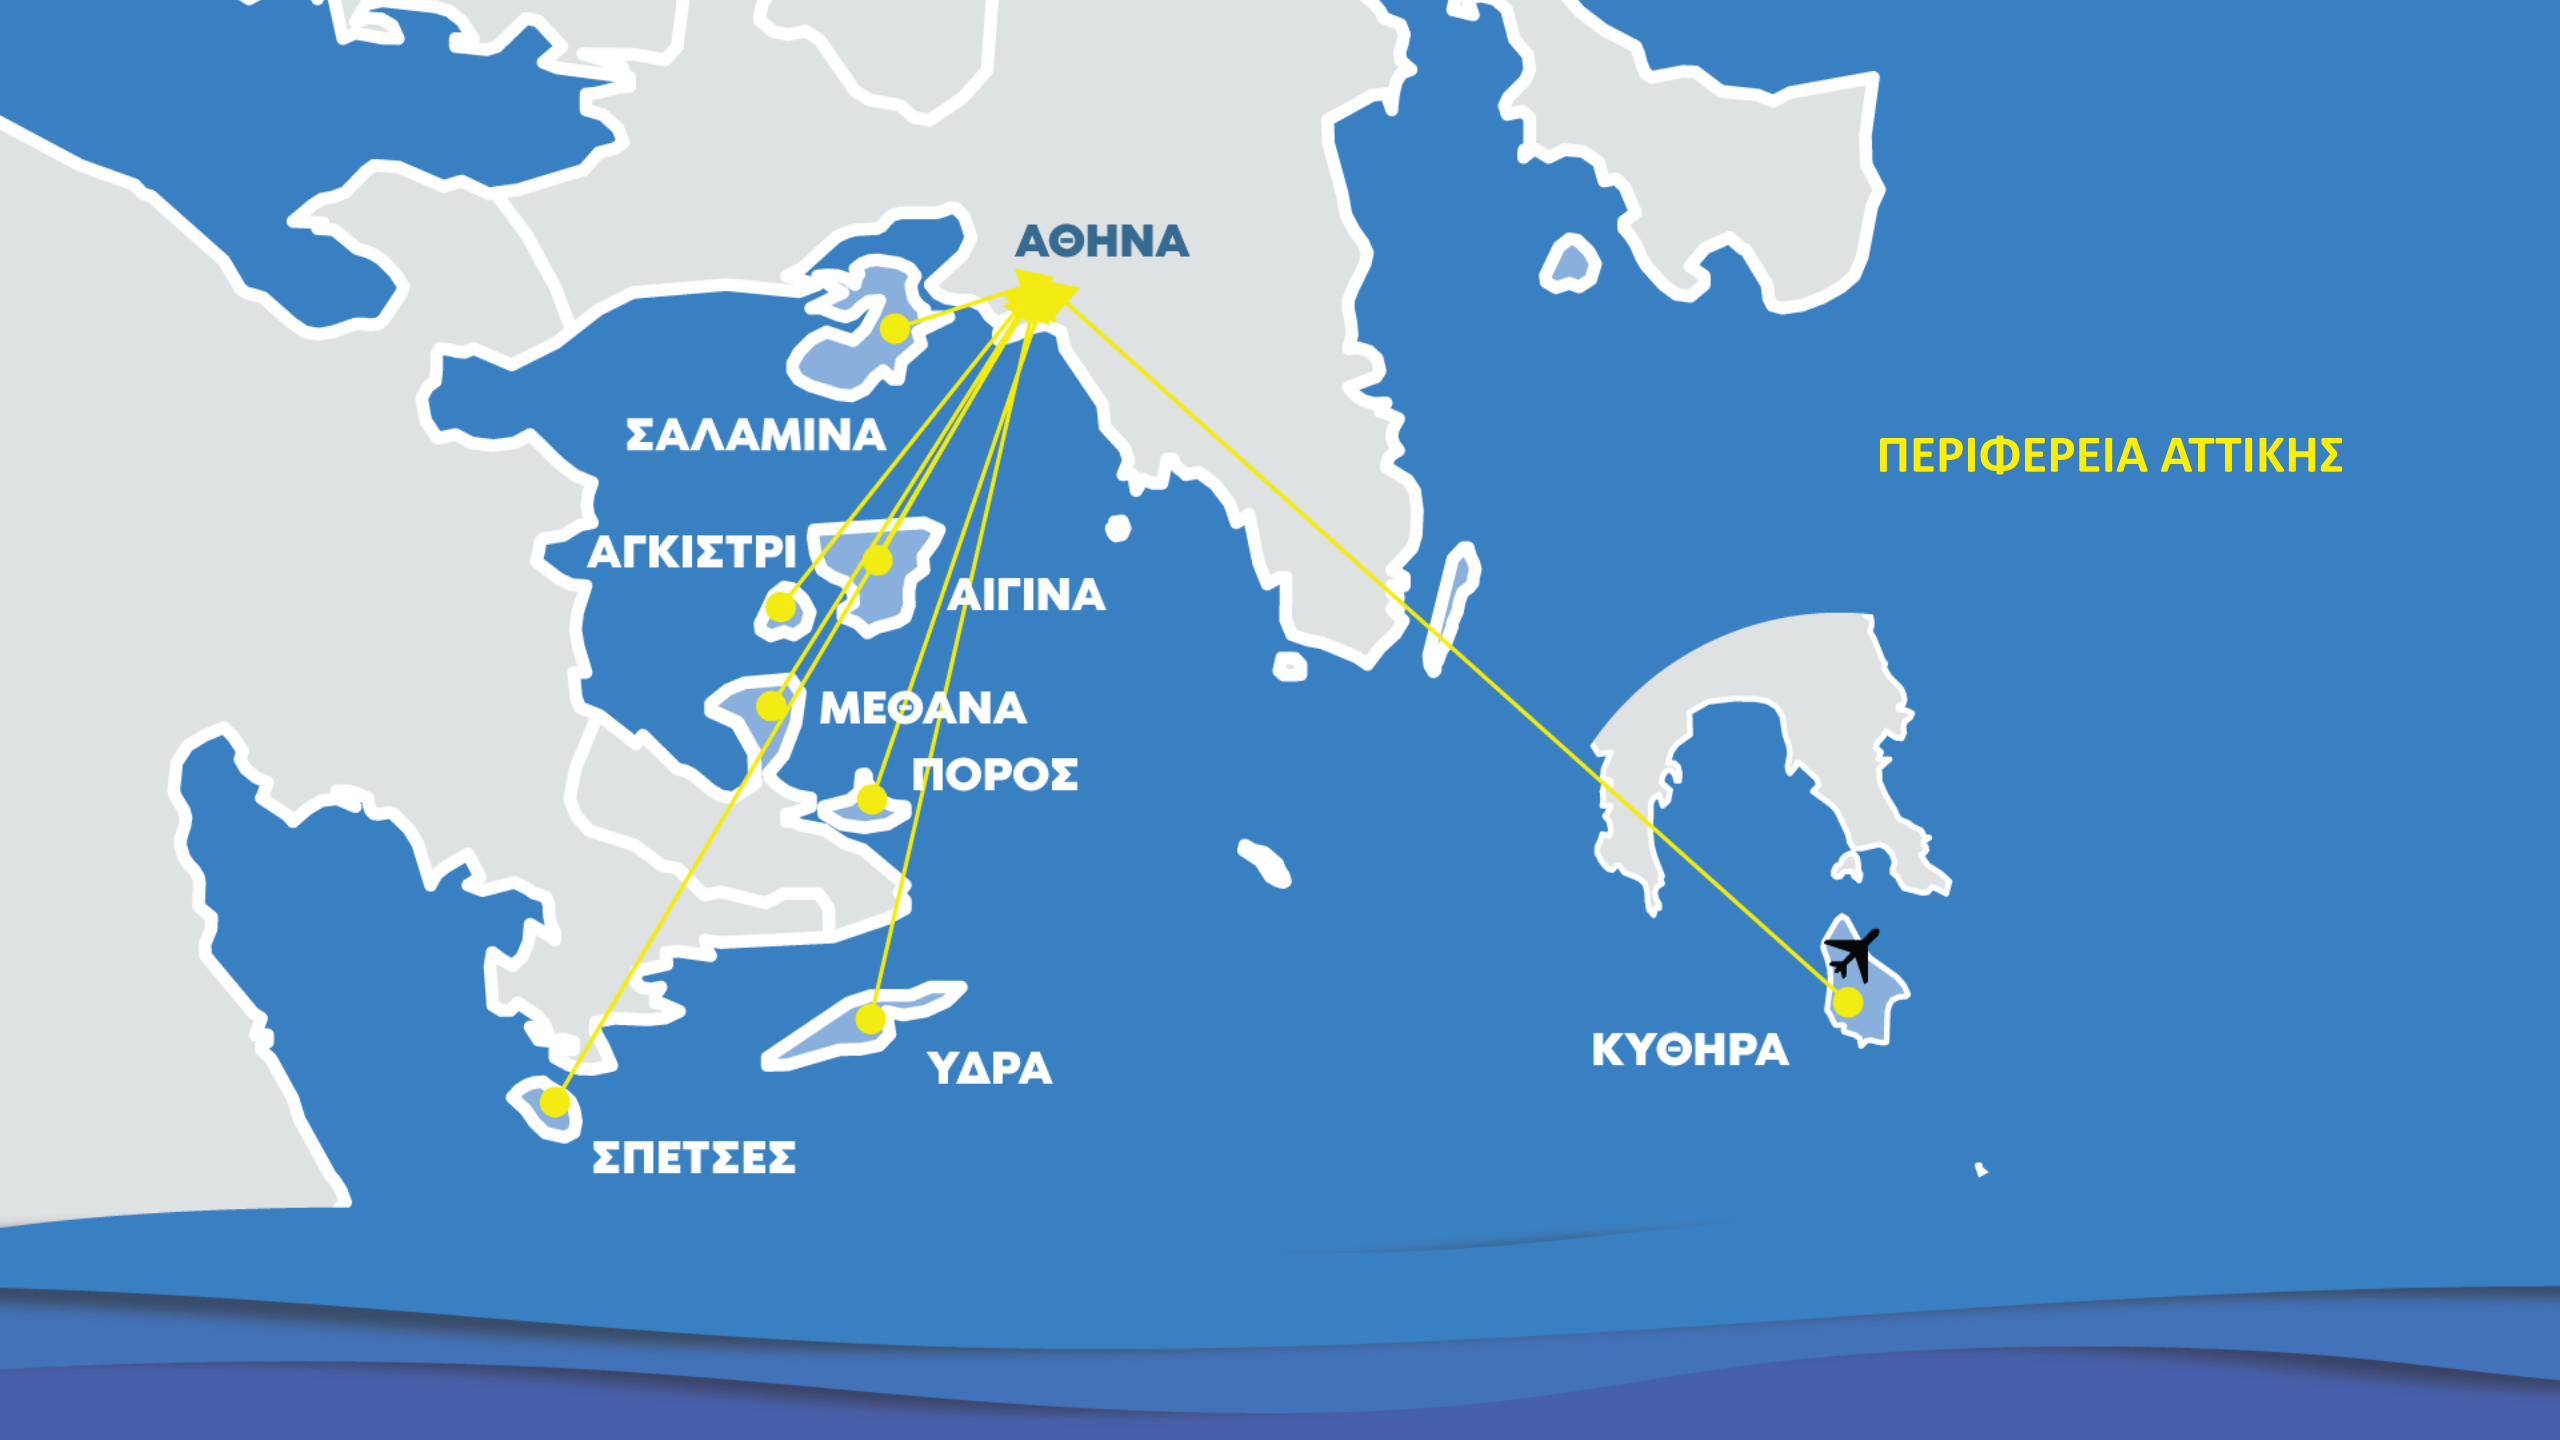 ΑΘΗΝΑ
ΣΑΛΑΜΙΝΑ
ΠΕΡΙΦΕΡΕΙΑ ΑΤΤΙΚΗΣ
ΑΓΚΙΣΤΡΙ
ΑΙΓΙΝΑ
ΜΕΘΑΝΑ
ΠΟΡΟΣ
ΚΥΘΗΡΑ
ΥΔΡΑ
ΣΠΕΤΣΕΣ